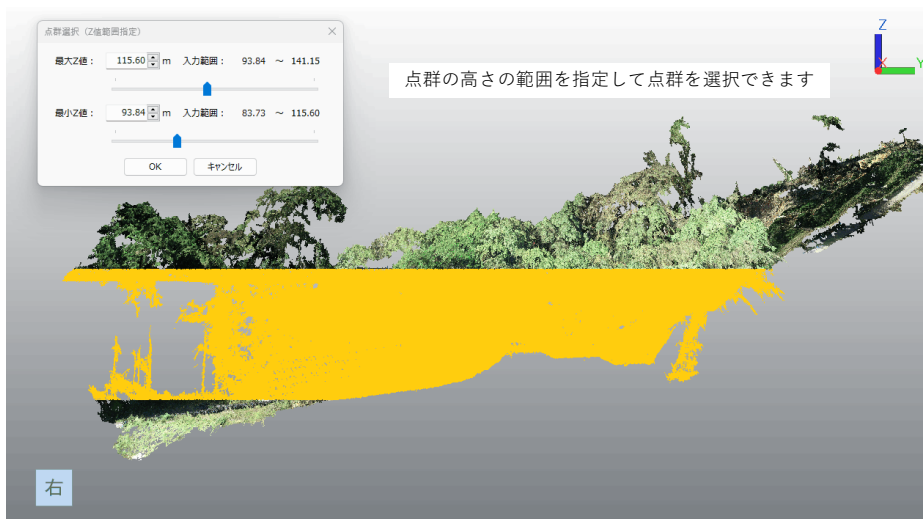 点群選択（Z値範囲指定）
最大Z値： 115.60 m 入力範囲： 93.84 ～ 141.15
最小Z値： 93.84 m 入力範囲： 83.73 ～ 115.60
OK キャンセル
点群の高さの範囲を指定して点群を選択できます
Z
X Y
右